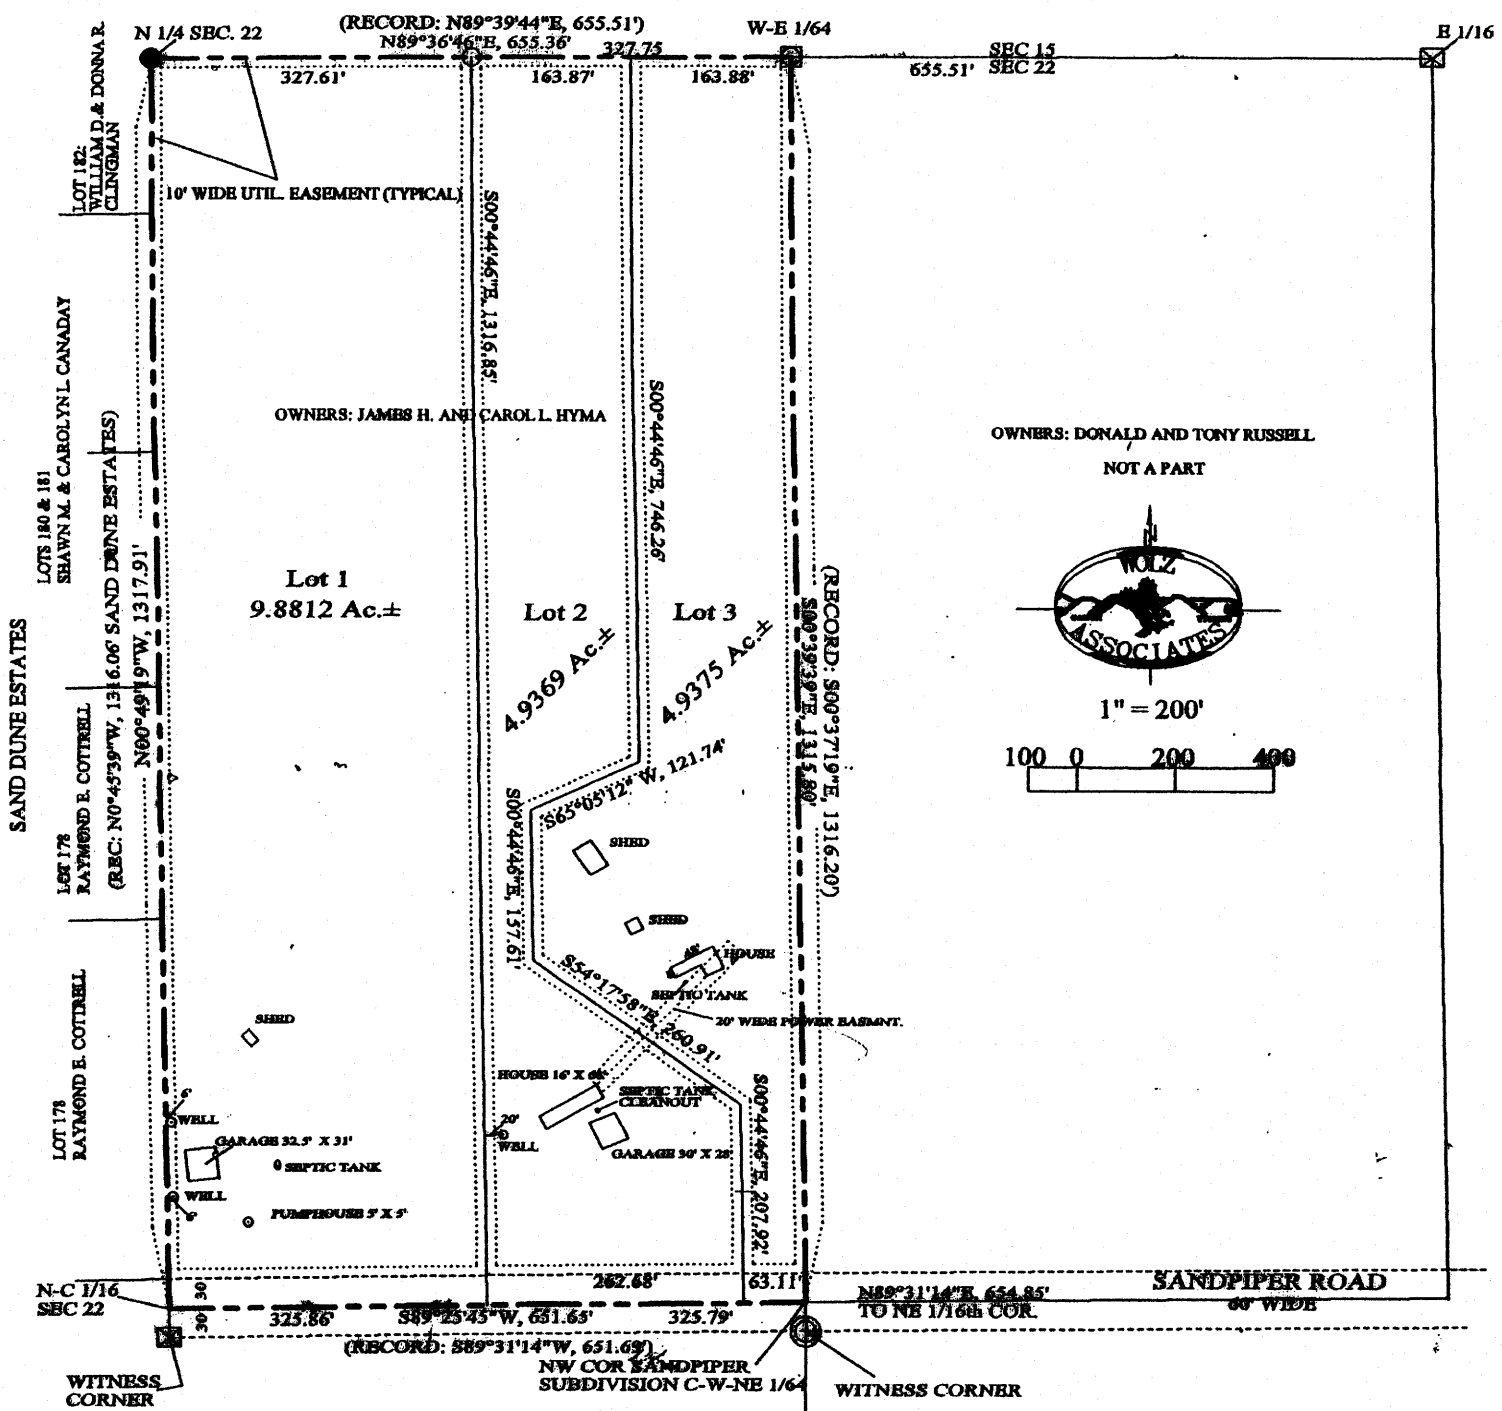 (RECORD: N89°39'44"E, 655.51')
N89°36'46"E, 655.36'
N 1/4 SEC. 22
W-E 1/64
E 1/16
327.75
327.61'
163.87'
163.88'
655.51'
SEC 15
SEC 22
LOT 182:
WILLIAM D. & DONNA R.
CLINGMAN
10' WIDE UTIL. EASEMENT (TYPICAL)
S00°44'46"E, 1316.85'
S00°44'46"E, 746.26'
OWNERS: JAMES H. AND CAROL L. HYMA
OWNERS: DONALD AND TONY RUSSELL
NOT A PART
LOTS 180 & 181
SHAWN M. & CAROLYN L. CANADAY
(REC: N0°45'39"W, 1316.06' SAND DUNE ESTATES)
N00°49'19"W, 1317.91'
SAND DUNE ESTATES
Lot 1
9.8812 Ac.±
Lot 2
4.9369 Ac.±
Lot 3
4.9375 Ac.±
(RECORD: S00°37'19"E, 1316.20')
S00°39'39"E, 1315.80'
WOLZ
ASSOCIATES
1" = 200'
100 0 200 400
LOT 178
RAYMOND E. COTTRELL
S65°05'12" W, 121.74'
S00°44'46"E, 157.61'
SHED
SHED
48'
HOUSE
SEPTIC TANK
S54°17'58"E, 260.91'
20' WIDE POWER EASMNT.
LOT 178
RAYMOND E. COTTRELL
SHED
HOUSE 16' X
SEPTIC TANK
CLEANOUT
6'
WELL
20'
WELL
GARAGE 32.5' X 31'
GARAGE 30' X 28'
SEPTIC TANK
WELL
6'
PUMPHOUSE 5' X 5'
S00°44'46"E, 207.92'
N-C 1/16
SEC 22
30'
30'
262.68'
63.11'
SANDPIPER ROAD
60' WIDE
N89°31'14"E, 654.85'
TO NE 1/16th COR.
325.86'
S89°25'45"W, 651.65'
325.79'
(RECORD: S89°31'14"W, 651.69')
NW COR SANDPIPER
SUBDIVISION C-W-NE 1/64
WITNESS
CORNER
WITNESS CORNER